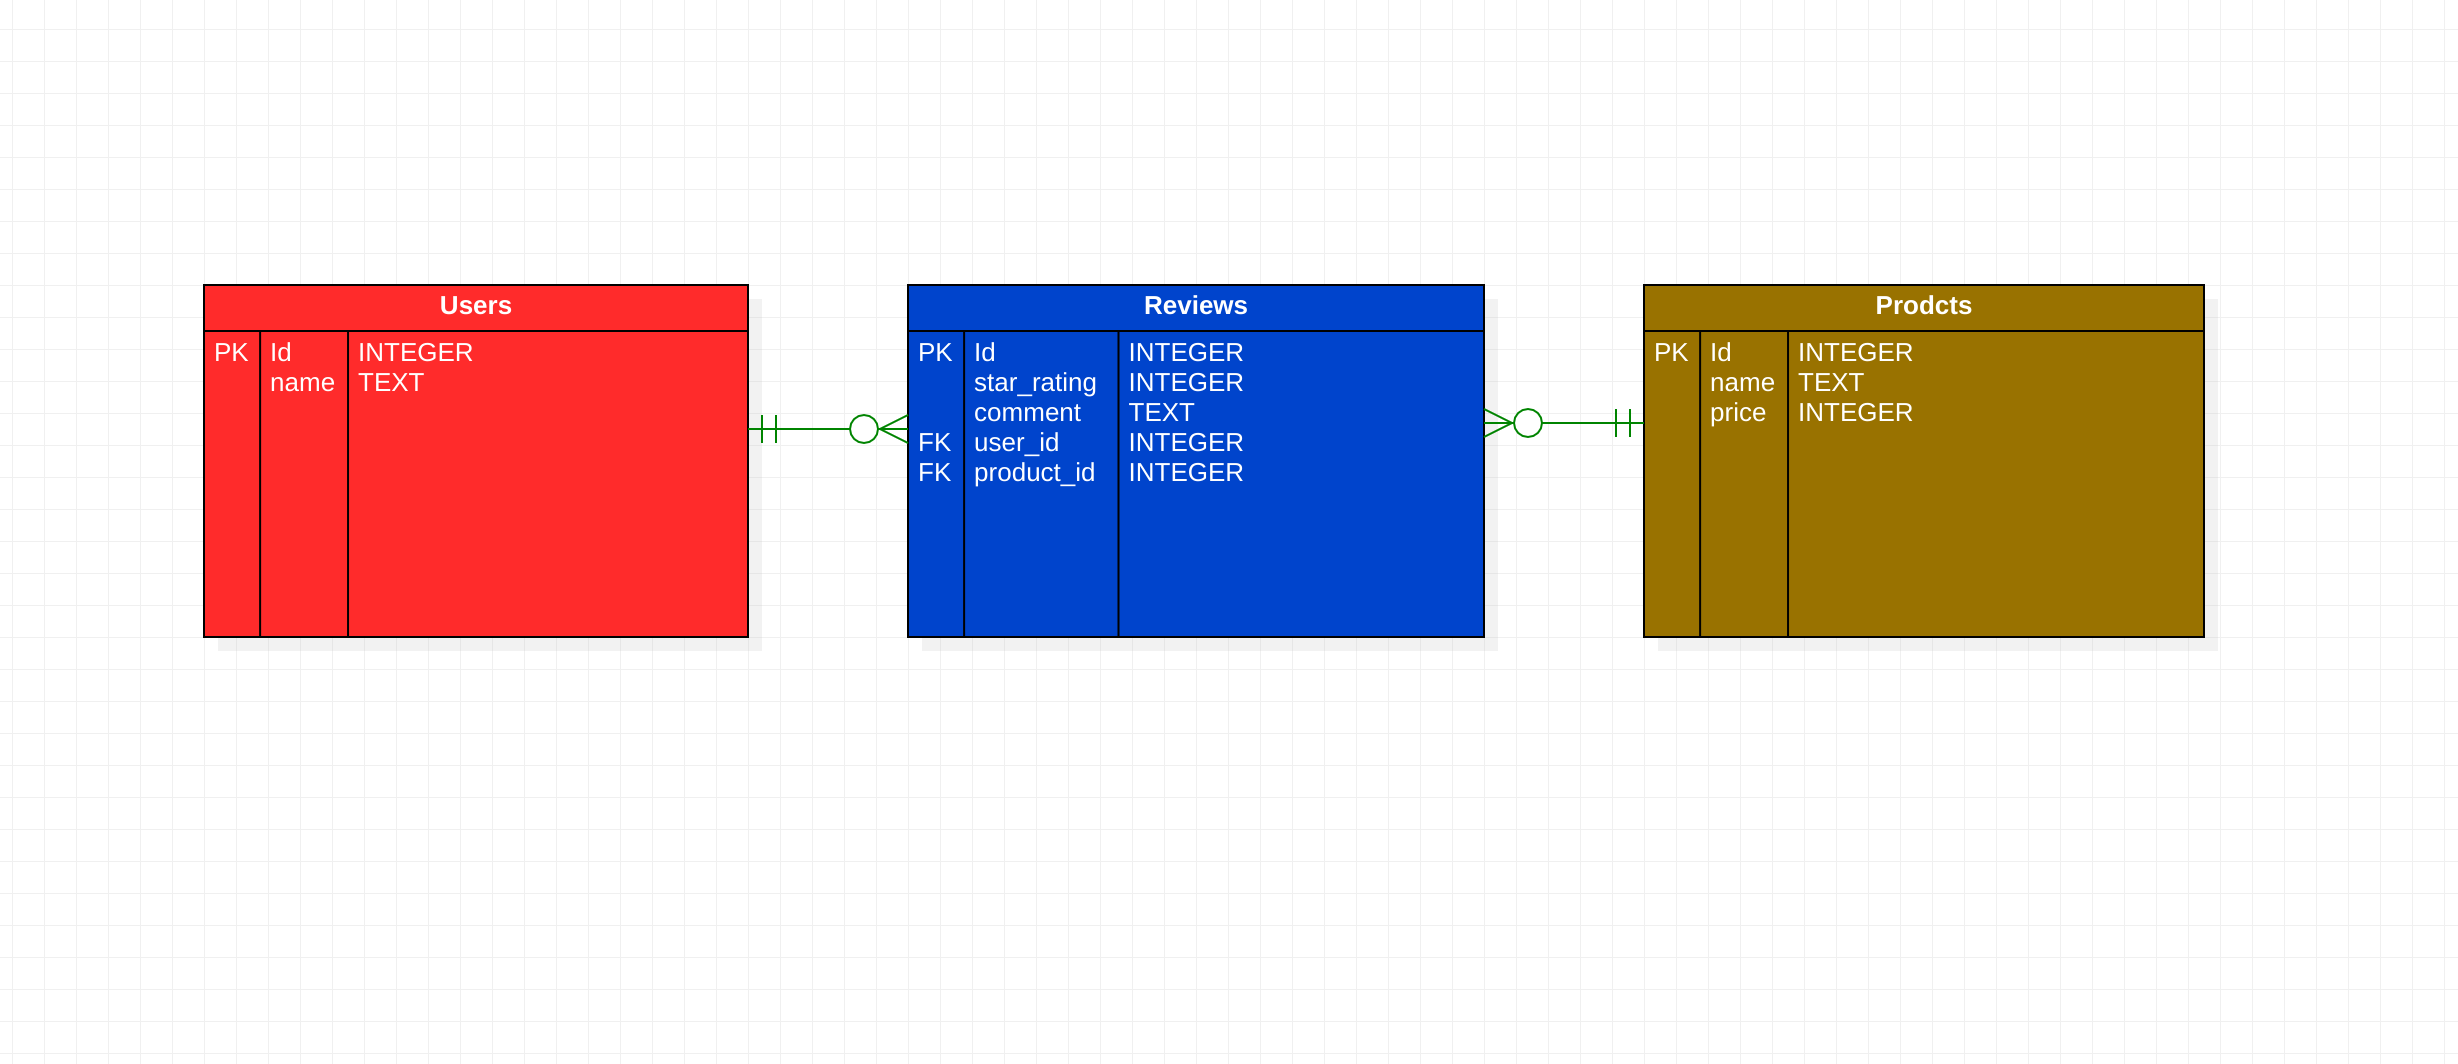 Users
PK Id INTEGER
name TEXT
Reviews
PK Id INTEGER
star_rating INTEGER
comment TEXT
FK user_id INTEGER
FK product_id INTEGER
Prodcts
PK Id INTEGER
name TEXT
price INTEGER